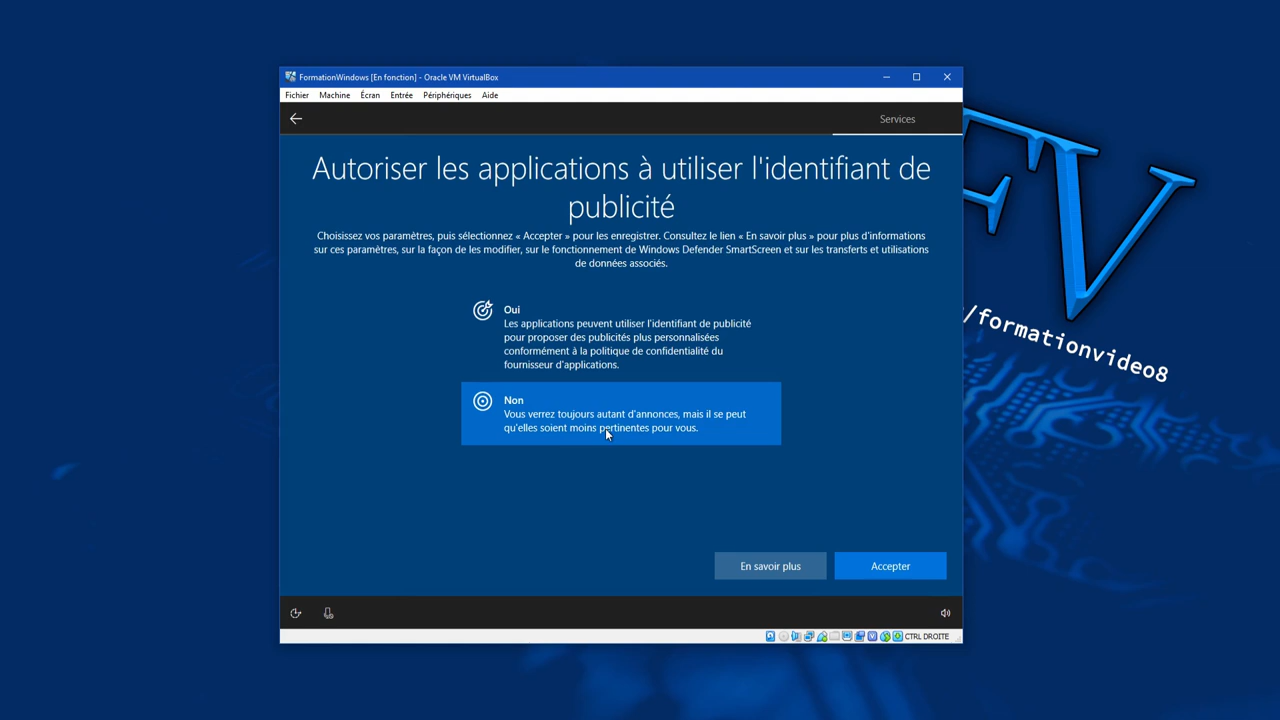 FormationWindows [En fonction] - Oracle VM VirtualBox
Fichier Machine Écran Entrée Périphériques Aide
Services
Autoriser les applications à utiliser l'identifiant de
publicité
Choisissez vos paramètres, puis sélectionnez « Accepter » pour les enregistrer. Consultez le lien « En savoir plus » pour plus d'informations
sur ces paramètres, sur la façon de les modifier, sur le fonctionnement de Windows Defender SmartScreen et sur les transferts et utilisations
de données associés.
Oui
Les applications peuvent utiliser l'identifiant de publicité
pour proposer des publicités plus personnalisées
conformément à la politique de confidentialité du
fournisseur d'applications.
Non
Vous verrez toujours autant d'annonces, mais il se peut
qu'elles soient moins pertinentes pour vous.
En savoir plus
Accepter
CTRL DROITE
FV
/formationvideo8